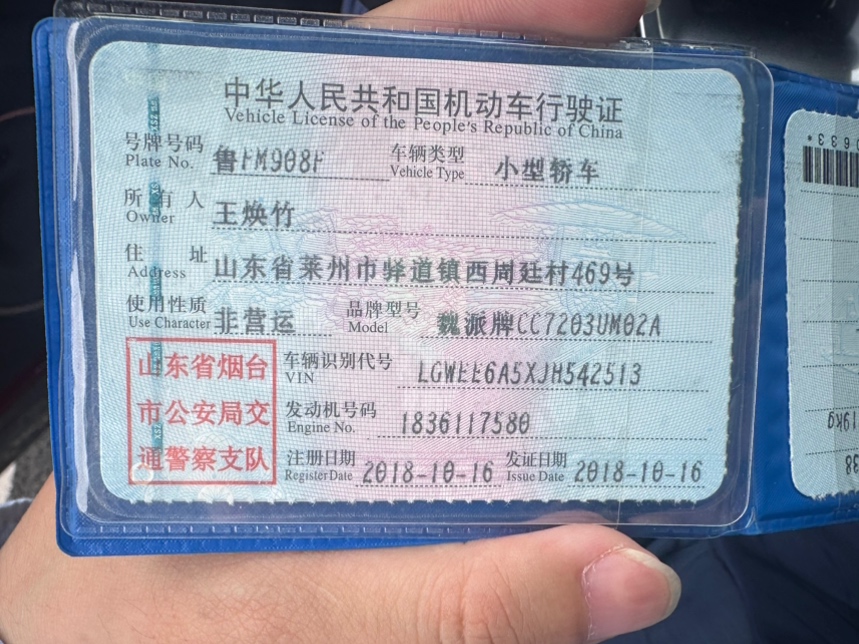 中华人民共和国机动车行驶证
Vehicle License of the People's Republic of China
号牌号码 鲁FM908F 车辆类型 小型轿车
Plate No. Vehicle Type
所有人 王焕竹
Owner
住址 山东省莱州市驿道镇西周廷村469号
Address
使用性质 非营运 品牌型号 魏派牌CC7203UM02A
Use Character Model
山东省烟台 车辆识别代号 LGWEE6A5XJH542513
VIN
市公安局交 发动机号码 1836117580
Engine No.
通警察支队 注册日期 2018-10-16 发证日期 2018-10-16
Register Date Issue Date
19kg